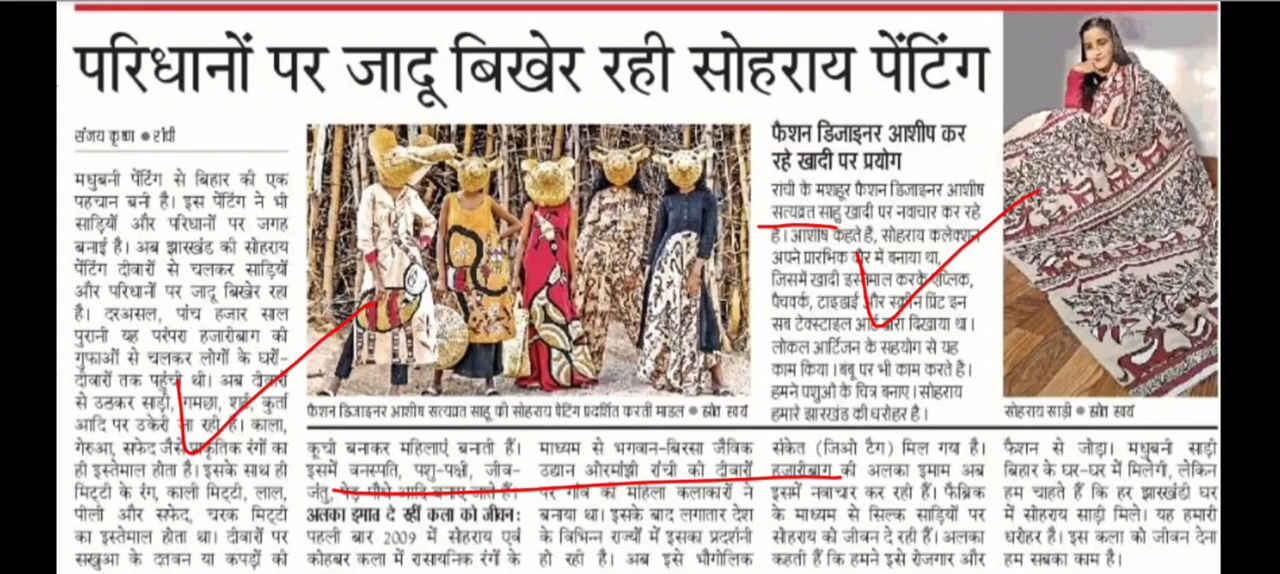 परिधानों पर जादू बिखेर रही सोहराय पेंटिंग
संजय कृष्ण ● रांची
मधुबनी पेंटिंग से बिहार की एक
पहचान बनी है। इस पेंटिंग ने भी
साड़ियों और परिधानों पर जगह
बनाई है। अब झारखंड की सोहराय
पेंटिंग दीवारों से चलकर साड़ियों
और परिधानों पर जादू बिखेर रहा
है। दरअसल, पांच हजार साल
पुरानी यह परंपरा हजारीबाग की
गुफाओं से चलकर लोगों के घरों-
दीवारों तक पहुंची थी। अब दीवारों
से उठकर साड़ी, गमछा, शर्ट, कुर्ता
आदि पर उकेरी जा रही है। काला,
गेरुआ, सफेद जैसे प्राकृतिक रंगों का
ही इस्तेमाल होता है। इसके साथ ही
मिट्टी के रंग, काली मिट्टी, लाल,
पीली और सफेद, चरक मिट्टी
का इस्तेमाल होता था। दीवारों पर
सखुआ के दातवन या कपड़ों की
फैशन डिजाइनर आशीष सत्यव्रत साहू की सोहराय पेंटिंग प्रदर्शित करती माडल ● स्रोत स्वयं
कूची बनाकर महिलाएं बनाती हैं।
इसमें वनस्पति, पशु-पक्षी, जीव-
जंतु, पेड़-पौधे आदि बनाए जाते हैं।
अलका इमाम दे रहीं कला को जीवन:
पहली बार 2009 में सोहराय एवं
कोहबर कला में रासायनिक रंगों के
माध्यम से भगवान-बिरसा जैविक
उद्यान ओरमांझी रांची की दीवारों
पर गांव की महिला कलाकारों ने
बनाया था। इसके बाद लगातार देश
के विभिन्न राज्यों में इसका प्रदर्शनी
हो रही है। अब इसे भौगोलिक
फैशन डिजाइनर आशीष कर
रहे खादी पर प्रयोग
रांची के मशहूर फैशन डिजाइनर आशीष
सत्यव्रत साहू खादी पर नवाचार कर रहे
हैं। आशीष कहते हैं, सोहराय कलेक्शन
अपने प्रारंभिक दौर में बनाया था,
जिसमें खादी इस्तेमाल करके एप्लिक,
पैचवर्क, टाइडाई और स्क्रीन प्रिंट इन
सब टेक्सटाइल आर्ट द्वारा दिखाया था।
लोकल आर्टिजन के सहयोग से यह
काम किया। बंबू पर भी काम करते हैं।
हमने पशुओं के चित्र बनाए। सोहराय
हमारे झारखंड की धरोहर है।
संकेत (जिओ टैग) मिल गया है।
हजारीबाग की अलका इमाम अब
इसमें नवाचार कर रही हैं। फैब्रिक
के माध्यम से सिल्क साड़ियों पर
सोहराय को जीवन दे रही हैं। अलका
कहती हैं कि हमने इसे रोजगार और
सोहराय साड़ी ● स्रोत स्वयं
फैशन से जोड़ा। मधुबनी साड़ी
बिहार के घर-घर में मिलेगी, लेकिन
हम चाहते हैं कि हर झारखंडी घर
में सोहराय साड़ी मिले। यह हमारी
धरोहर है। इस कला को जीवन देना
हम सबका काम है।